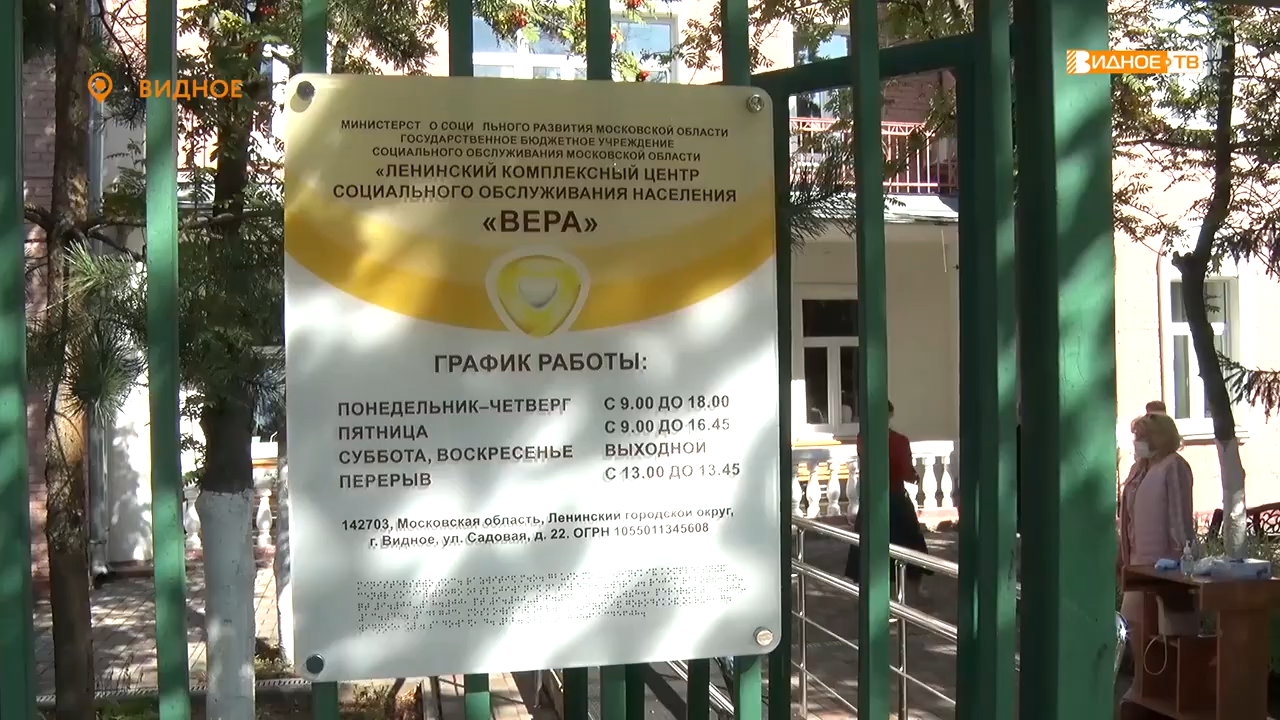 ВИДНОЕ
ВИДНОЕ ТВ
МИНИСТЕРСТ О СОЦИ ЛЬНОГО РАЗВИТИЯ МОСКОВСКОЙ ОБЛАСТИ
ГОСУДАРСТВЕННОЕ БЮДЖЕТНОЕ УЧРЕЖДЕНИЕ
СОЦИАЛЬНОГО ОБСЛУЖИВАНИЯ МОСКОВСКОЙ ОБЛАСТИ
«ЛЕНИНСКИЙ КОМПЛЕКСНЫЙ ЦЕНТР
СОЦИАЛЬНОГО ОБСЛУЖИВАНИЯ НАСЕЛЕНИЯ
«ВЕРА»
ГРАФИК РАБОТЫ:
ПОНЕДЕЛЬНИК–ЧЕТВЕРГ С 9.00 ДО 18.00
ПЯТНИЦА С 9.00 ДО 16.45
СУББОТА, ВОСКРЕСЕНЬЕ ВЫХОДНОЙ
ПЕРЕРЫВ С 13.00 ДО 13.45
142703, Московская область, Ленинский городской округ,
г. Видное, ул. Садовая, д. 22. ОГРН 1055011345608